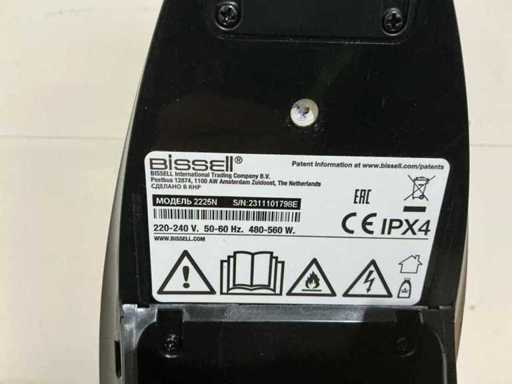 BISSELL®
Patent Information at www.bissell.com/patents
BISSELL International Trading Company B.V.
Postbus 12874, 1100 AW Amsterdam Zuidoost, The Netherlands
СДЕЛАНО В КНР
МОДЕЛЬ 2225N S/N:2311101798E
220-240 V. 50-60 Hz. 480-560 W.
WWW.BISSELL.COM
EAC
CE IPX4